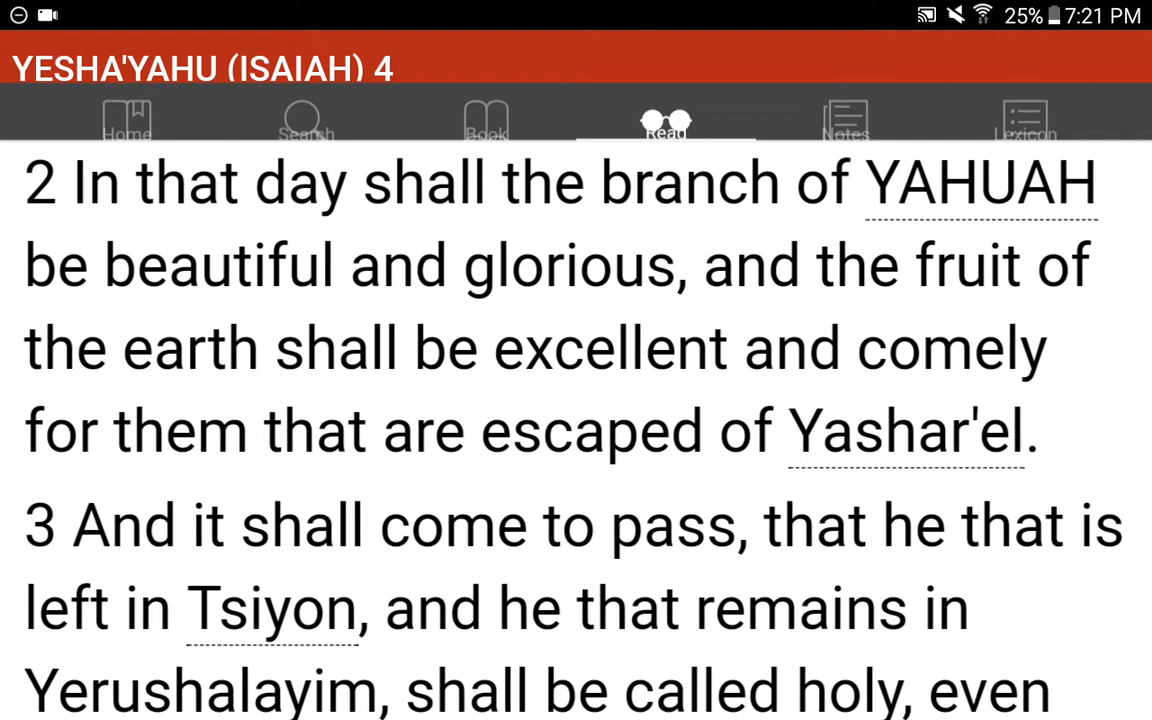 25% 7:21 PM
YESHA'YAHU (ISAIAH) 4
Home Search Book Read Notes Lexicon
2 In that day shall the branch of YAHUAH
be beautiful and glorious, and the fruit of
the earth shall be excellent and comely
for them that are escaped of Yashar'el.
3 And it shall come to pass, that he that is
left in Tsiyon, and he that remains in
Yerushalayim, shall be called holy, even